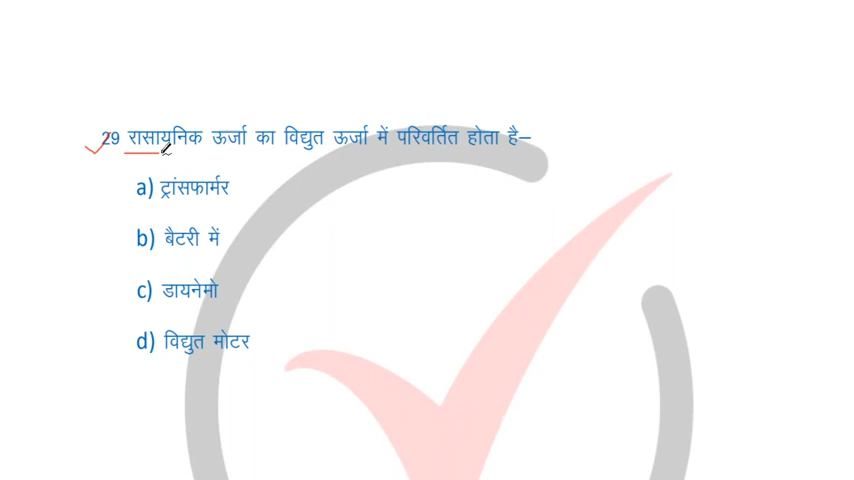 29 रासायनिक ऊर्जा का विद्युत ऊर्जा में परिवर्तित होता है–
a) ट्रांसफार्मर
b) बैटरी में
c) डायनेमो
d) विद्युत मोटर